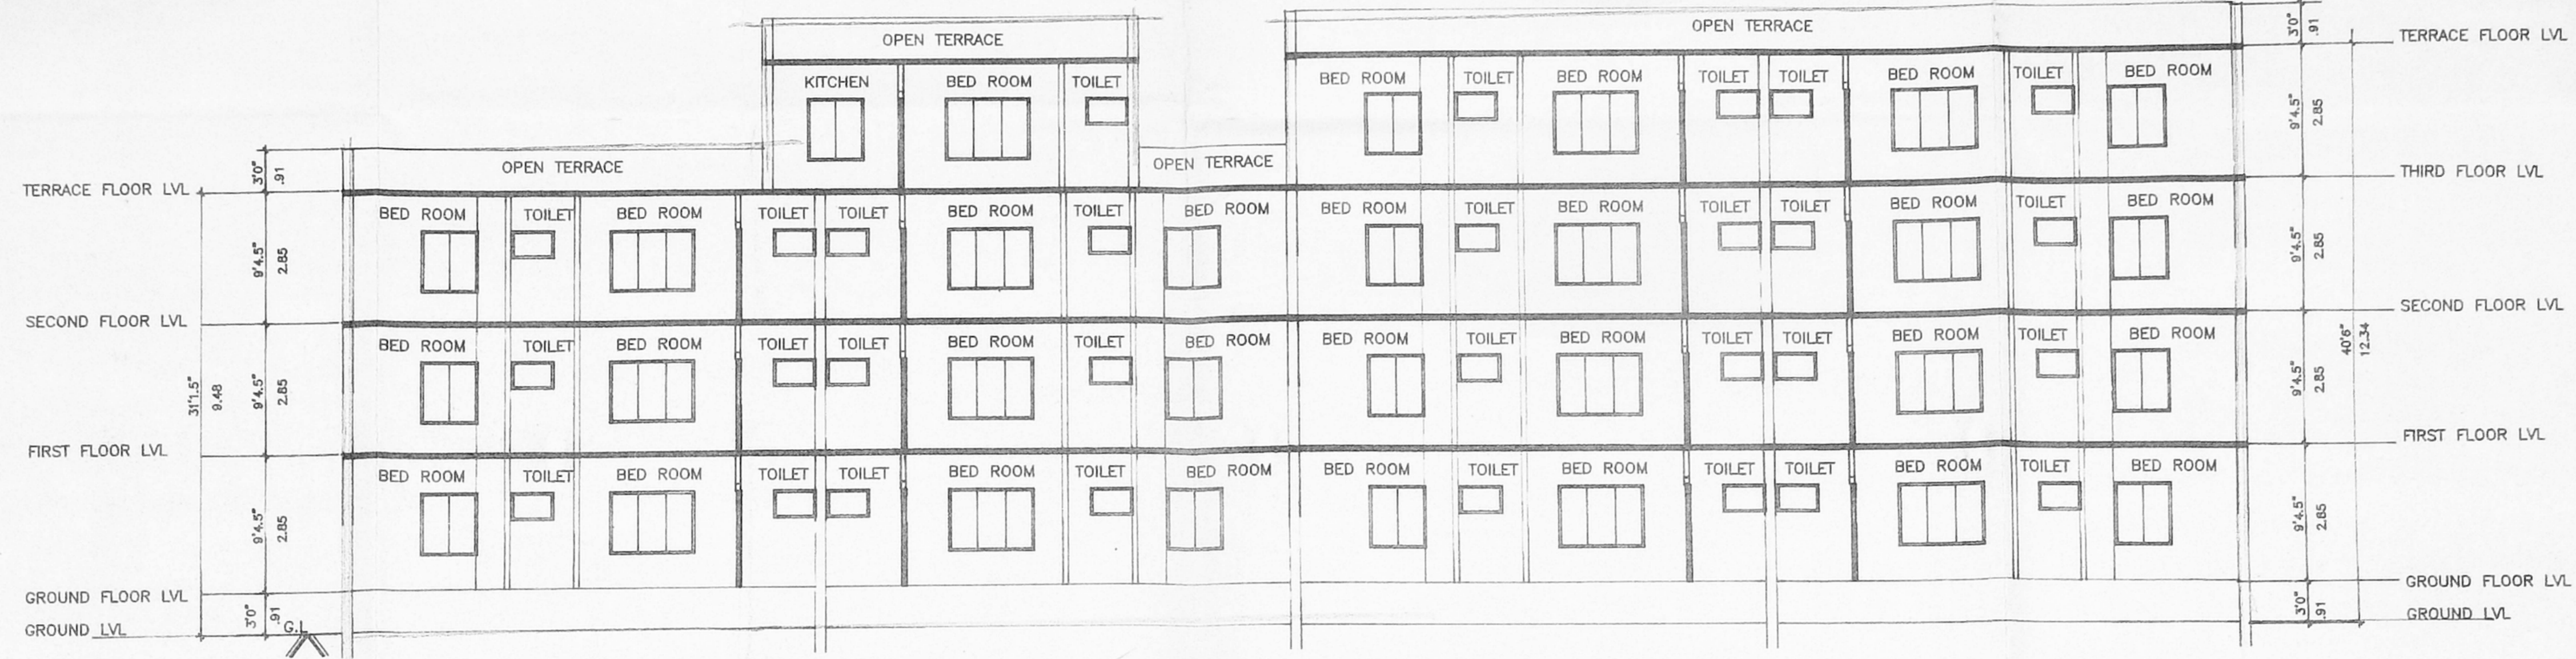 OPEN TERRACE
OPEN TERRACE
3'0" .91
TERRACE FLOOR LVL
KITCHEN BED ROOM TOILET BED ROOM TOILET BED ROOM TOILET TOILET BED ROOM TOILET BED ROOM
9'4.5" 2.85
OPEN TERRACE
OPEN TERRACE
3'0" .91
TERRACE FLOOR LVL
THIRD FLOOR LVL
BED ROOM TOILET BED ROOM TOILET TOILET BED ROOM TOILET BED ROOM BED ROOM TOILET BED ROOM TOILET TOILET BED ROOM TOILET BED ROOM
9'4.5" 2.85
9'4.5" 2.85
SECOND FLOOR LVL
SECOND FLOOR LVL
BED ROOM TOILET BED ROOM TOILET TOILET BED ROOM TOILET BED ROOM BED ROOM TOILET BED ROOM TOILET TOILET BED ROOM TOILET BED ROOM
31'1.5" 9.48
9'4.5" 2.85
9'4.5" 2.85
40'6" 12.34
FIRST FLOOR LVL
FIRST FLOOR LVL
BED ROOM TOILET BED ROOM TOILET TOILET BED ROOM TOILET BED ROOM BED ROOM TOILET BED ROOM TOILET TOILET BED ROOM TOILET BED ROOM
9'4.5" 2.85
9'4.5" 2.85
GROUND FLOOR LVL
GROUND FLOOR LVL
3'0" .91
3'0" .91
G.L
GROUND LVL
GROUND LVL